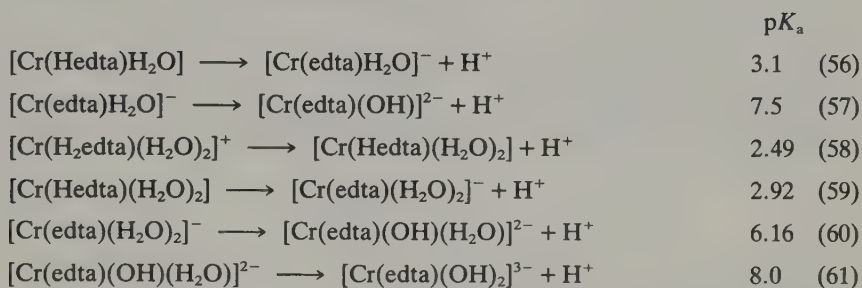 pKₐ
[Cr(Hedta)H₂O] ⟶ [Cr(edta)H₂O]⁻ + H⁺ 3.1 (56)
[Cr(edta)H₂O]⁻ ⟶ [Cr(edta)(OH)]²⁻ + H⁺ 7.5 (57)
[Cr(H₂edta)(H₂O)₂]⁺ ⟶ [Cr(Hedta)(H₂O)₂] + H⁺ 2.49 (58)
[Cr(Hedta)(H₂O)₂] ⟶ [Cr(edta)(H₂O)₂]⁻ + H⁺ 2.92 (59)
[Cr(edta)(H₂O)₂]⁻ ⟶ [Cr(edta)(OH)(H₂O)]²⁻ + H⁺ 6.16 (60)
[Cr(edta)(OH)(H₂O)]²⁻ ⟶ [Cr(edta)(OH)₂]³⁻ + H⁺ 8.0 (61)